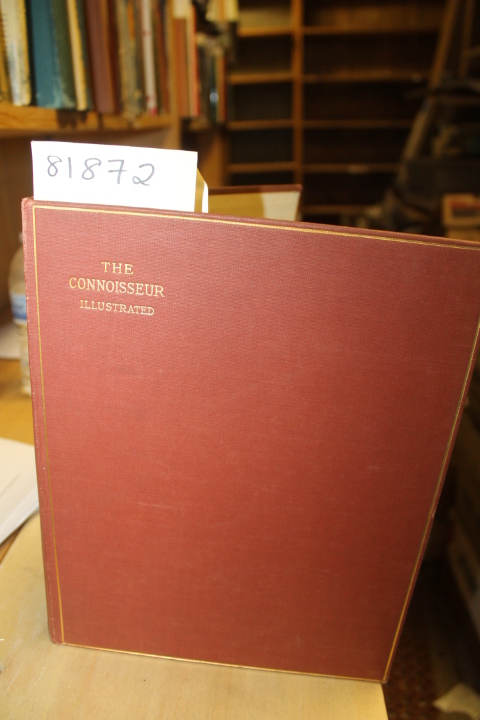 81872
THE
CONNOISSEUR
ILLUSTRATED